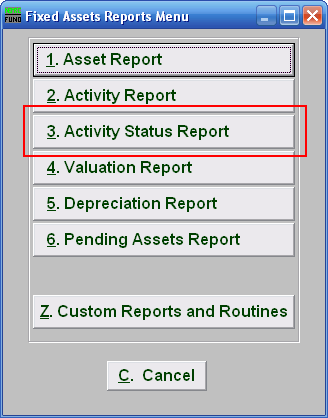 FUND Fixed Assets Reports Menu
1. Asset Report
2. Activity Report
3. Activity Status Report
4. Valuation Report
5. Depreciation Report
6. Pending Assets Report
Z. Custom Reports and Routines
C. Cancel